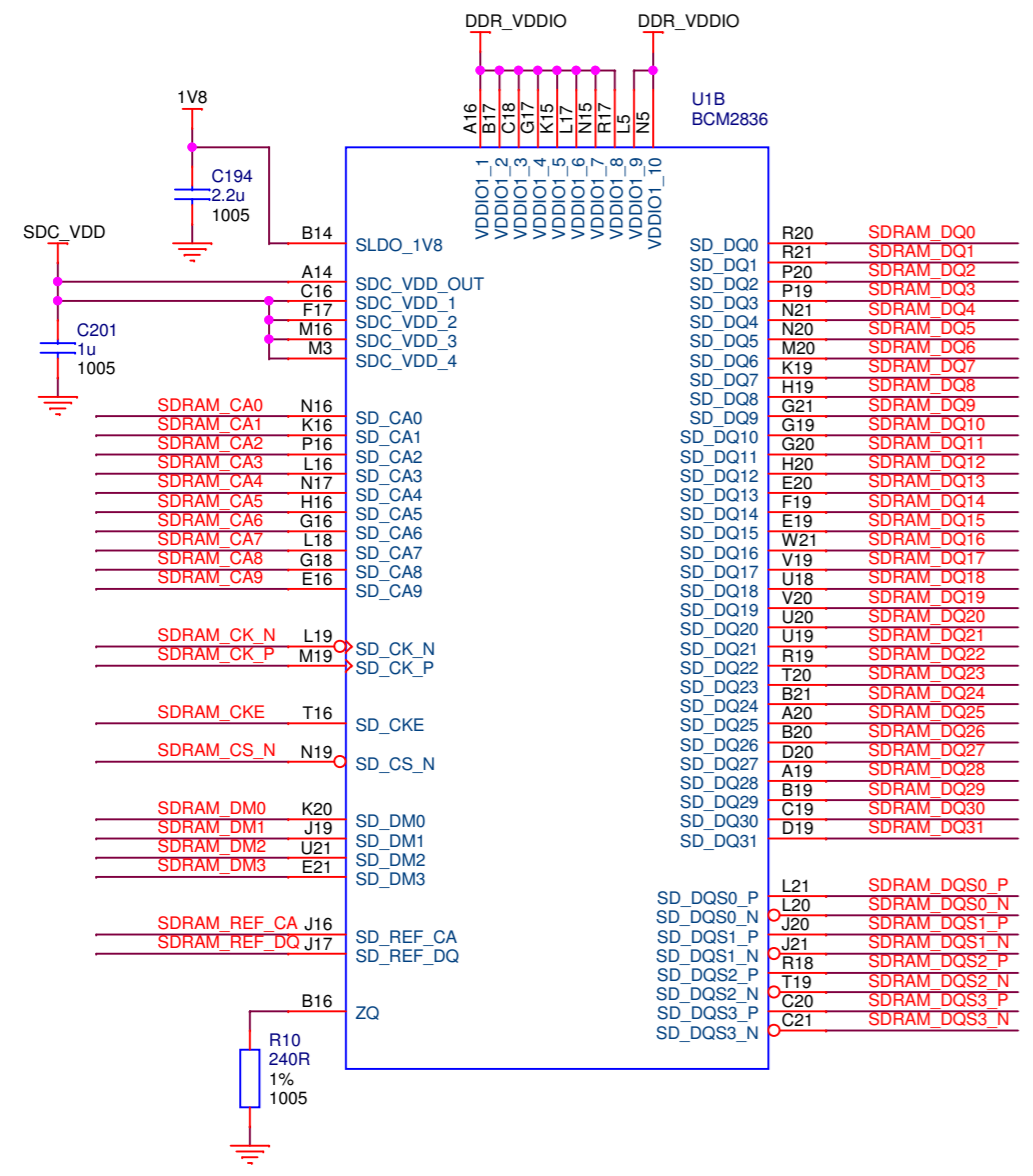 DDR_VDDIO DDR_VDDIO
U1B
BCM2836
A16 B17 C18 G17 K15 L17 N15 R17 L5 N5
VDDIO1_1 VDDIO1_2 VDDIO1_3 VDDIO1_4 VDDIO1_5 VDDIO1_6 VDDIO1_7 VDDIO1_8 VDDIO1_9 VDDIO1_10
1V8
C194
2.2u
1005
SDC_VDD
C201
1u
1005
B14 SLDO_1V8
A14 SDC_VDD_OUT
C16 SDC_VDD_1
F17 SDC_VDD_2
M16 SDC_VDD_3
M3 SDC_VDD_4
SDRAM_CA0 N16 SD_CA0
SDRAM_CA1 K16 SD_CA1
SDRAM_CA2 P16 SD_CA2
SDRAM_CA3 L16 SD_CA3
SDRAM_CA4 N17 SD_CA4
SDRAM_CA5 H16 SD_CA5
SDRAM_CA6 G16 SD_CA6
SDRAM_CA7 L18 SD_CA7
SDRAM_CA8 G18 SD_CA8
SDRAM_CA9 E16 SD_CA9
SDRAM_CK_N L19 SD_CK_N
SDRAM_CK_P M19 SD_CK_P
SDRAM_CKE T16 SD_CKE
SDRAM_CS_N N19 SD_CS_N
SDRAM_DM0 K20 SD_DM0
SDRAM_DM1 J19 SD_DM1
SDRAM_DM2 U21 SD_DM2
SDRAM_DM3 E21 SD_DM3
SDRAM_REF_CA J16 SD_REF_CA
SDRAM_REF_DQ J17 SD_REF_DQ
B16 ZQ
R10
240R
1%
1005
SD_DQ0 R20 SDRAM_DQ0
SD_DQ1 R21 SDRAM_DQ1
SD_DQ2 P20 SDRAM_DQ2
SD_DQ3 P19 SDRAM_DQ3
SD_DQ4 N21 SDRAM_DQ4
SD_DQ5 N20 SDRAM_DQ5
SD_DQ6 M20 SDRAM_DQ6
SD_DQ7 K19 SDRAM_DQ7
SD_DQ8 H19 SDRAM_DQ8
SD_DQ9 G21 SDRAM_DQ9
SD_DQ10 G19 SDRAM_DQ10
SD_DQ11 G20 SDRAM_DQ11
SD_DQ12 H20 SDRAM_DQ12
SD_DQ13 E20 SDRAM_DQ13
SD_DQ14 F19 SDRAM_DQ14
SD_DQ15 E19 SDRAM_DQ15
SD_DQ16 W21 SDRAM_DQ16
SD_DQ17 V19 SDRAM_DQ17
SD_DQ18 U18 SDRAM_DQ18
SD_DQ19 V20 SDRAM_DQ19
SD_DQ20 U20 SDRAM_DQ20
SD_DQ21 U19 SDRAM_DQ21
SD_DQ22 R19 SDRAM_DQ22
SD_DQ23 T20 SDRAM_DQ23
SD_DQ24 B21 SDRAM_DQ24
SD_DQ25 A20 SDRAM_DQ25
SD_DQ26 B20 SDRAM_DQ26
SD_DQ27 D20 SDRAM_DQ27
SD_DQ28 A19 SDRAM_DQ28
SD_DQ29 B19 SDRAM_DQ29
SD_DQ30 C19 SDRAM_DQ30
SD_DQ31 D19 SDRAM_DQ31
SD_DQS0_P L21 SDRAM_DQS0_P
SD_DQS0_N L20 SDRAM_DQS0_N
SD_DQS1_P J20 SDRAM_DQS1_P
SD_DQS1_N J21 SDRAM_DQS1_N
SD_DQS2_P R18 SDRAM_DQS2_P
SD_DQS2_N T19 SDRAM_DQS2_N
SD_DQS3_P C20 SDRAM_DQS3_P
SD_DQS3_N C21 SDRAM_DQS3_N